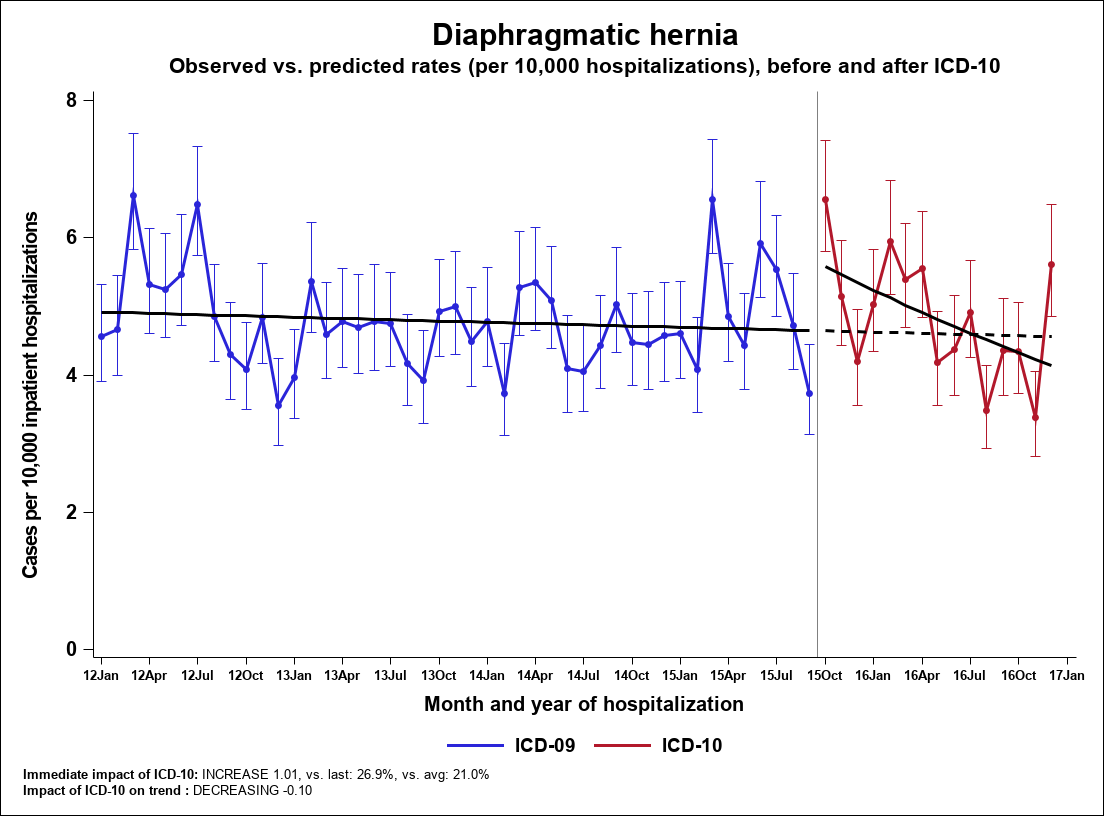 Diaphragmatic hernia
Observed vs. predicted rates (per 10,000 hospitalizations), before and after ICD-10
Cases per 10,000 inpatient hospitalizations
8
6
4
2
0
12Jan 12Apr 12Jul 12Oct 13Jan 13Apr 13Jul 13Oct 14Jan 14Apr 14Jul 14Oct 15Jan 15Apr 15Jul 15Oct 16Jan 16Apr 16Jul 16Oct 17Jan
Month and year of hospitalization
ICD-09 ICD-10
Immediate impact of ICD-10: INCREASE 1.01, vs. last: 26.9%, vs. avg: 21.0%
Impact of ICD-10 on trend : DECREASING -0.10